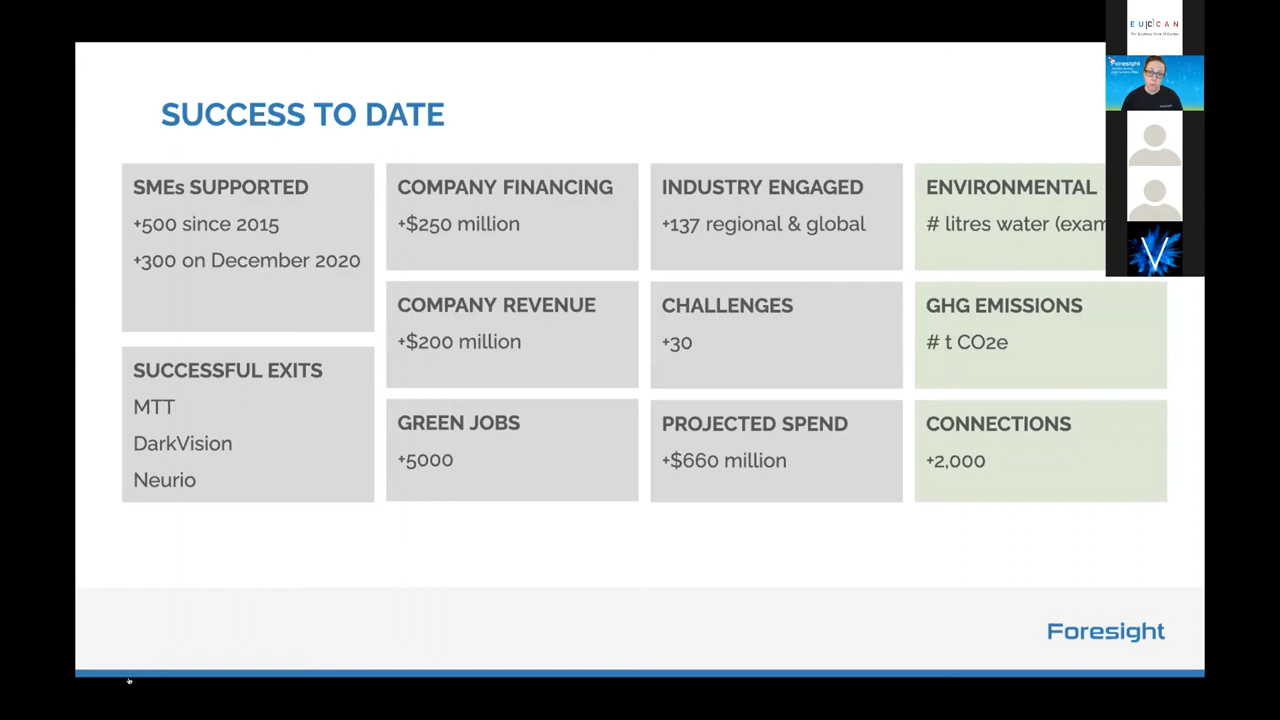 SUCCESS TO DATE
SMEs SUPPORTED
+500 since 2015
+300 on December 2020
SUCCESSFUL EXITS
MTT
DarkVision
Neurio
COMPANY FINANCING
+$250 million
COMPANY REVENUE
+$200 million
GREEN JOBS
+5000
INDUSTRY ENGAGED
+137 regional & global
CHALLENGES
+30
PROJECTED SPEND
+$660 million
ENVIRONMENTAL
# litres water (exam
GHG EMISSIONS
# t CO2e
CONNECTIONS
+2,000
EU|C|CAN
Foresight
V
Foresight